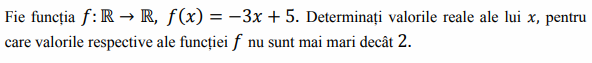 Fie funcția f: ℝ → ℝ, f(x) = −3x + 5. Determinați valorile reale ale lui x, pentru
care valorile respective ale funcției f nu sunt mai mari decât 2.